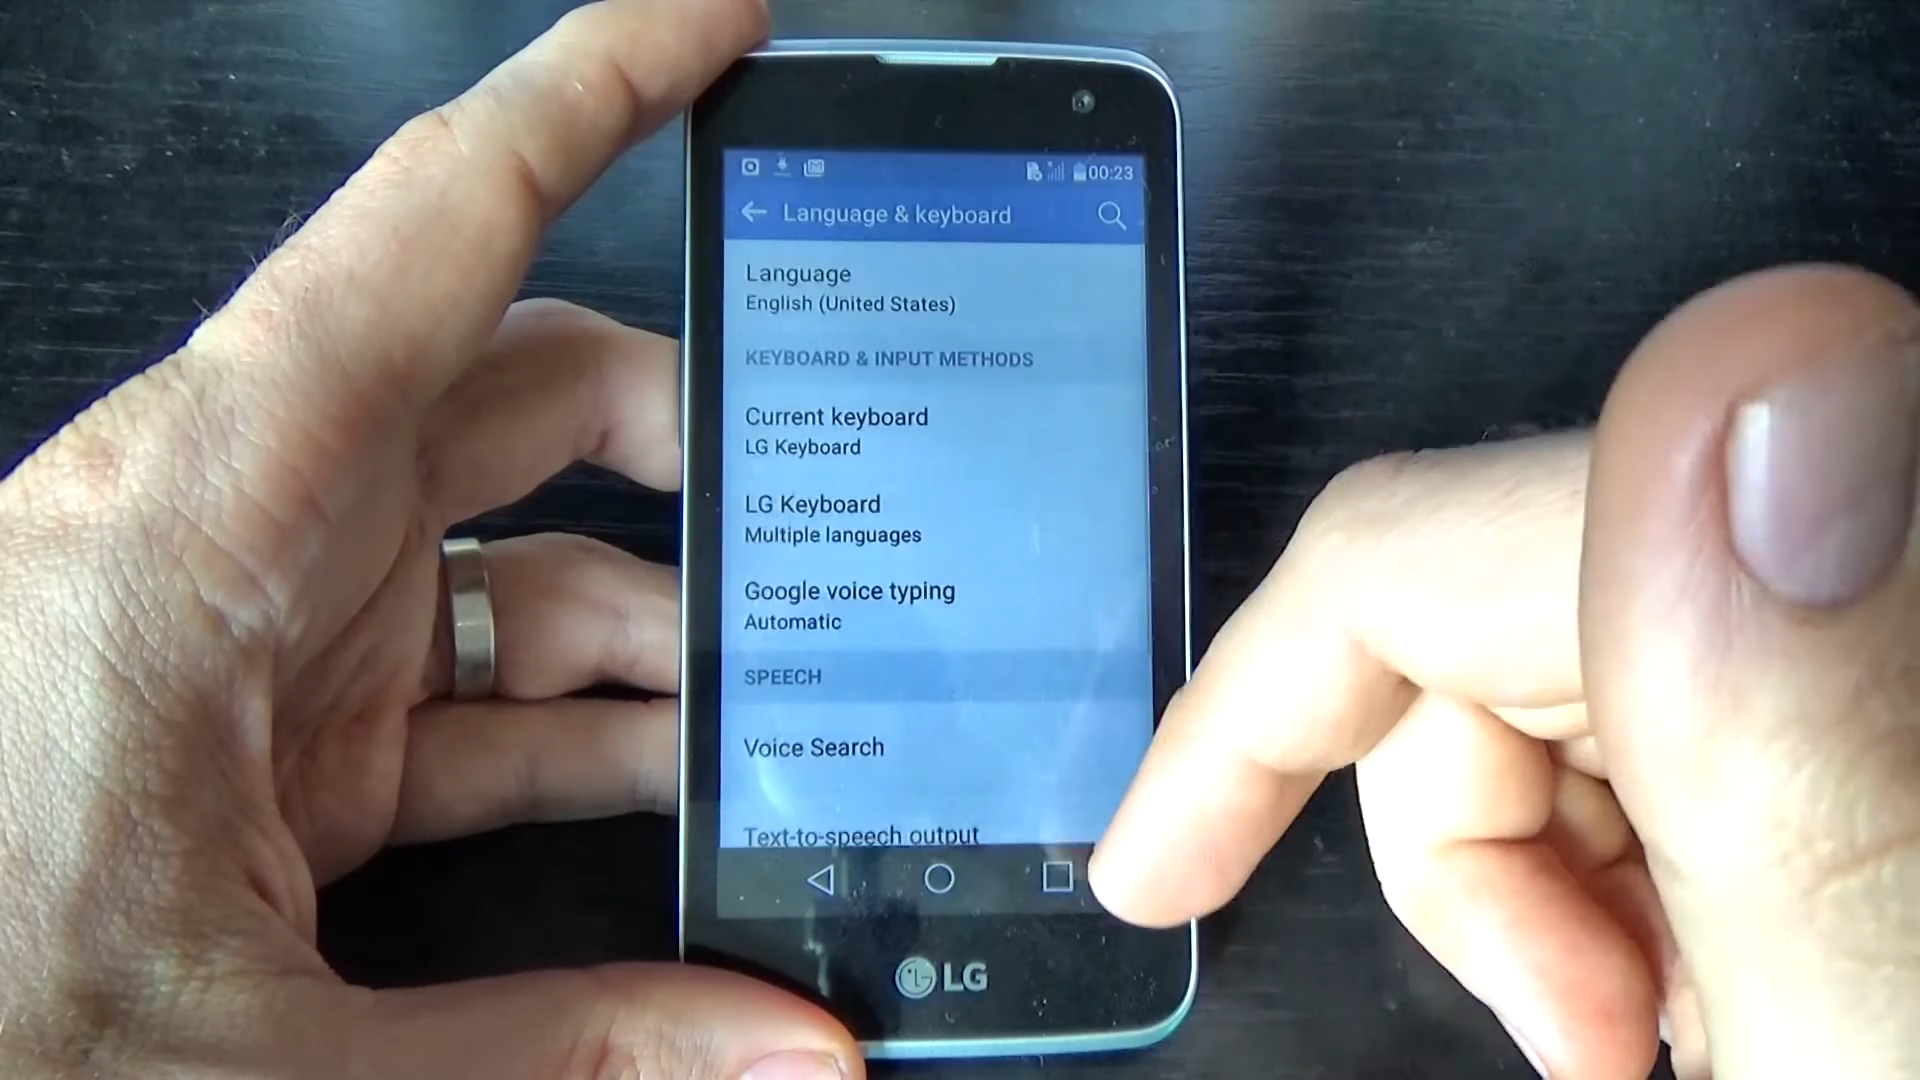 00:23
Language & keyboard
Language
English (United States)
KEYBOARD & INPUT METHODS
Current keyboard
LG Keyboard
LG Keyboard
Multiple languages
Google voice typing
Automatic
SPEECH
Voice Search
Text-to-speech output
LG